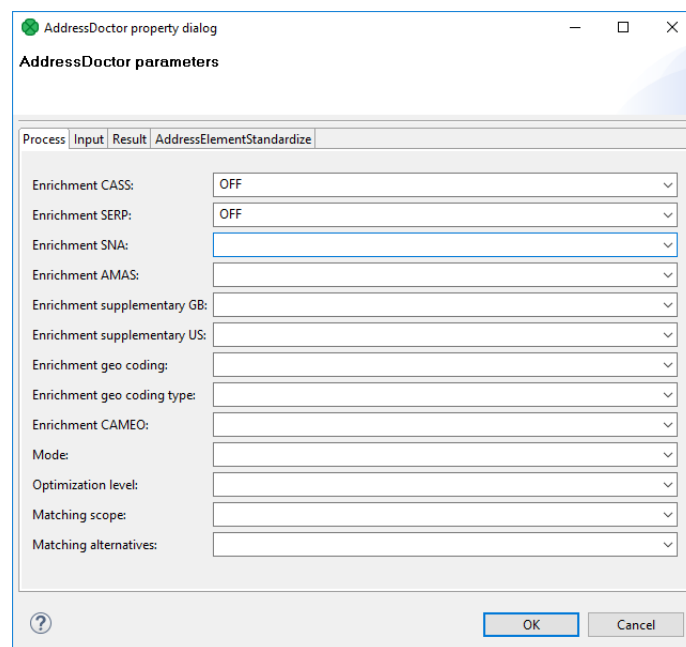 AddressDoctor property dialog
AddressDoctor parameters
Process Input Result AddressElementStandardize
Enrichment CASS: OFF
Enrichment SERP: OFF
Enrichment SNA:
Enrichment AMAS:
Enrichment supplementary GB:
Enrichment supplementary US:
Enrichment geo coding:
Enrichment geo coding type:
Enrichment CAMEO:
Mode:
Optimization level:
Matching scope:
Matching alternatives:
? OK Cancel